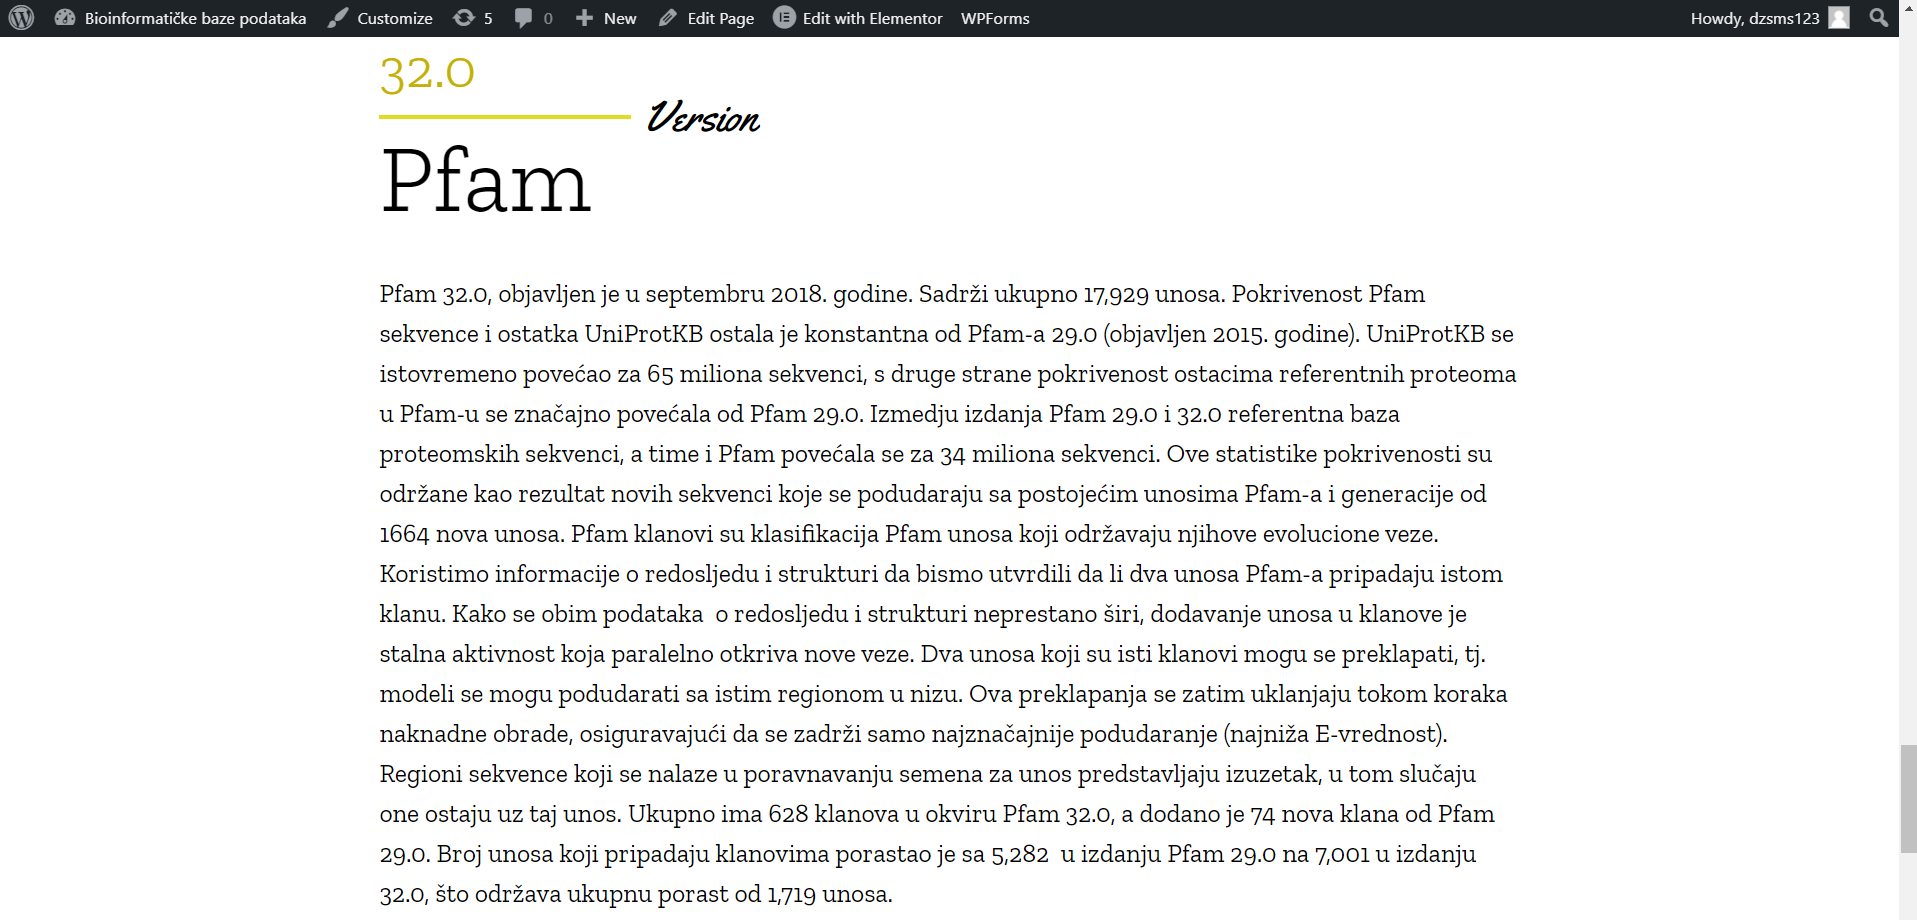 Bioinformatičke baze podataka Customize 5 0 New Edit Page Edit with Elementor WPForms Howdy, dzsms123
32.0
Version
Pfam
Pfam 32.0, objavljen je u septembru 2018. godine. Sadrži ukupno 17,929 unosa. Pokrivenost Pfam
sekvence i ostatka UniProtKB ostala je konstantna od Pfam-a 29.0 (objavljen 2015. godine). UniProtKB se
istovremeno povećao za 65 miliona sekvenci, s druge strane pokrivenost ostacima referentnih proteoma
u Pfam-u se značajno povećala od Pfam 29.0. Izmedju izdanja Pfam 29.0 i 32.0 referentna baza
proteomskih sekvenci, a time i Pfam povećala se za 34 miliona sekvenci. Ove statistike pokrivenosti su
održane kao rezultat novih sekvenci koje se podudaraju sa postojećim unosima Pfam-a i generacije od
1664 nova unosa. Pfam klanovi su klasifikacija Pfam unosa koji održavaju njihove evolucione veze.
Koristimo informacije o redosljedu i strukturi da bismo utvrdili da li dva unosa Pfam-a pripadaju istom
klanu. Kako se obim podataka  o redosljedu i strukturi neprestano širi, dodavanje unosa u klanove je
stalna aktivnost koja paralelno otkriva nove veze. Dva unosa koji su isti klanovi mogu se preklapati, tj.
modeli se mogu podudarati sa istim regionom u nizu. Ova preklapanja se zatim uklanjaju tokom koraka
naknadne obrade, osiguravajući da se zadrži samo najznačajnije podudaranje (najniža E-vrednost).
Regioni sekvence koji se nalaze u poravnavanju semena za unos predstavljaju izuzetak, u tom slučaju
one ostaju uz taj unos. Ukupno ima 628 klanova u okviru Pfam 32.0, a dodano je 74 nova klana od Pfam
29.0. Broj unosa koji pripadaju klanovima porastao je sa 5,282  u izdanju Pfam 29.0 na 7,001 u izdanju
32.0, što održava ukupnu porast od 1,719 unosa.